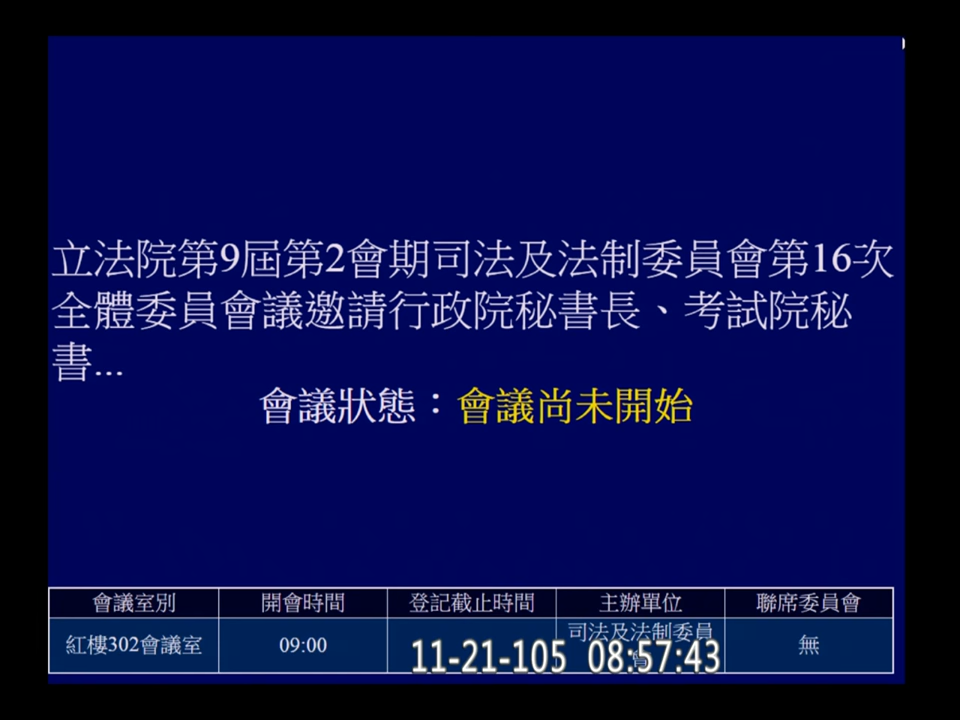 立法院第9屆第2會期司法及法制委員會第16次
全體委員會議邀請行政院秘書長、考試院秘
書...
會議狀態：會議尚未開始
會議室別 開會時間 登記截止時間 主辦單位 聯席委員會
紅樓302會議室 09:00 司法及法制委員 無
11-21-105 08:57:43